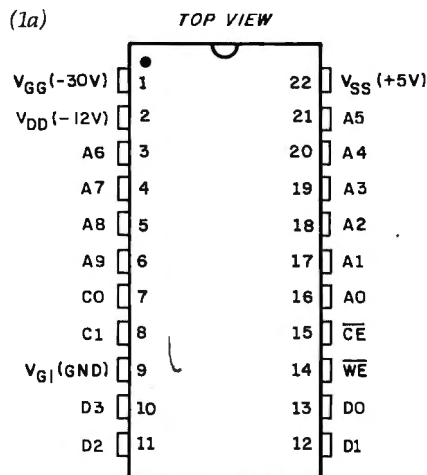 (1a) TOP VIEW
VGG(-30V) 1 22 VSS (+5V)
VDD(-12V) 2 21 A5
A6 3 20 A4
A7 4 19 A3
A8 5 18 A2
A9 6 17 A1
C0 7 16 A0
C1 8 15 C̅E̅
VGI(GND) 9 14 W̅E̅
D3 10 13 D0
D2 11 12 D1